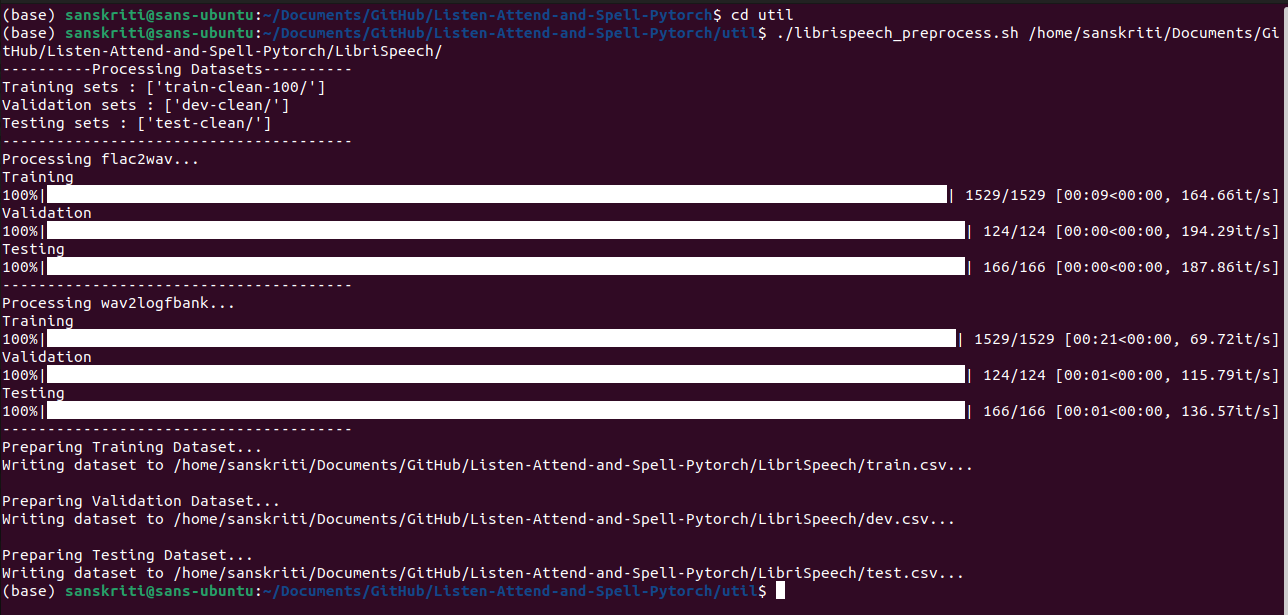 (base) sanskriti@sans-ubuntu:~/Documents/GitHub/Listen-Attend-and-Spell-Pytorch$ cd util
(base) sanskriti@sans-ubuntu:~/Documents/GitHub/Listen-Attend-and-Spell-Pytorch/util$ ./librispeech_preprocess.sh /home/sanskriti/Documents/Gi
tHub/Listen-Attend-and-Spell-Pytorch/LibriSpeech/
----------Processing Datasets----------
Training sets : ['train-clean-100/']
Validation sets : ['dev-clean/']
Testing sets : ['test-clean/']
---------------------------------------
Processing flac2wav...
Training
100%| | 1529/1529 [00:09<00:00, 164.66it/s]
Validation
100%| | 124/124 [00:00<00:00, 194.29it/s]
Testing
100%| | 166/166 [00:00<00:00, 187.86it/s]
---------------------------------------
Processing wav2logfbank...
Training
100%| | 1529/1529 [00:21<00:00, 69.72it/s]
Validation
100%| | 124/124 [00:01<00:00, 115.79it/s]
Testing
100%| | 166/166 [00:01<00:00, 136.57it/s]
---------------------------------------
Preparing Training Dataset...
Writing dataset to /home/sanskriti/Documents/GitHub/Listen-Attend-and-Spell-Pytorch/LibriSpeech/train.csv...

Preparing Validation Dataset...
Writing dataset to /home/sanskriti/Documents/GitHub/Listen-Attend-and-Spell-Pytorch/LibriSpeech/dev.csv...

Preparing Testing Dataset...
Writing dataset to /home/sanskriti/Documents/GitHub/Listen-Attend-and-Spell-Pytorch/LibriSpeech/test.csv...
(base) sanskriti@sans-ubuntu:~/Documents/GitHub/Listen-Attend-and-Spell-Pytorch/util$